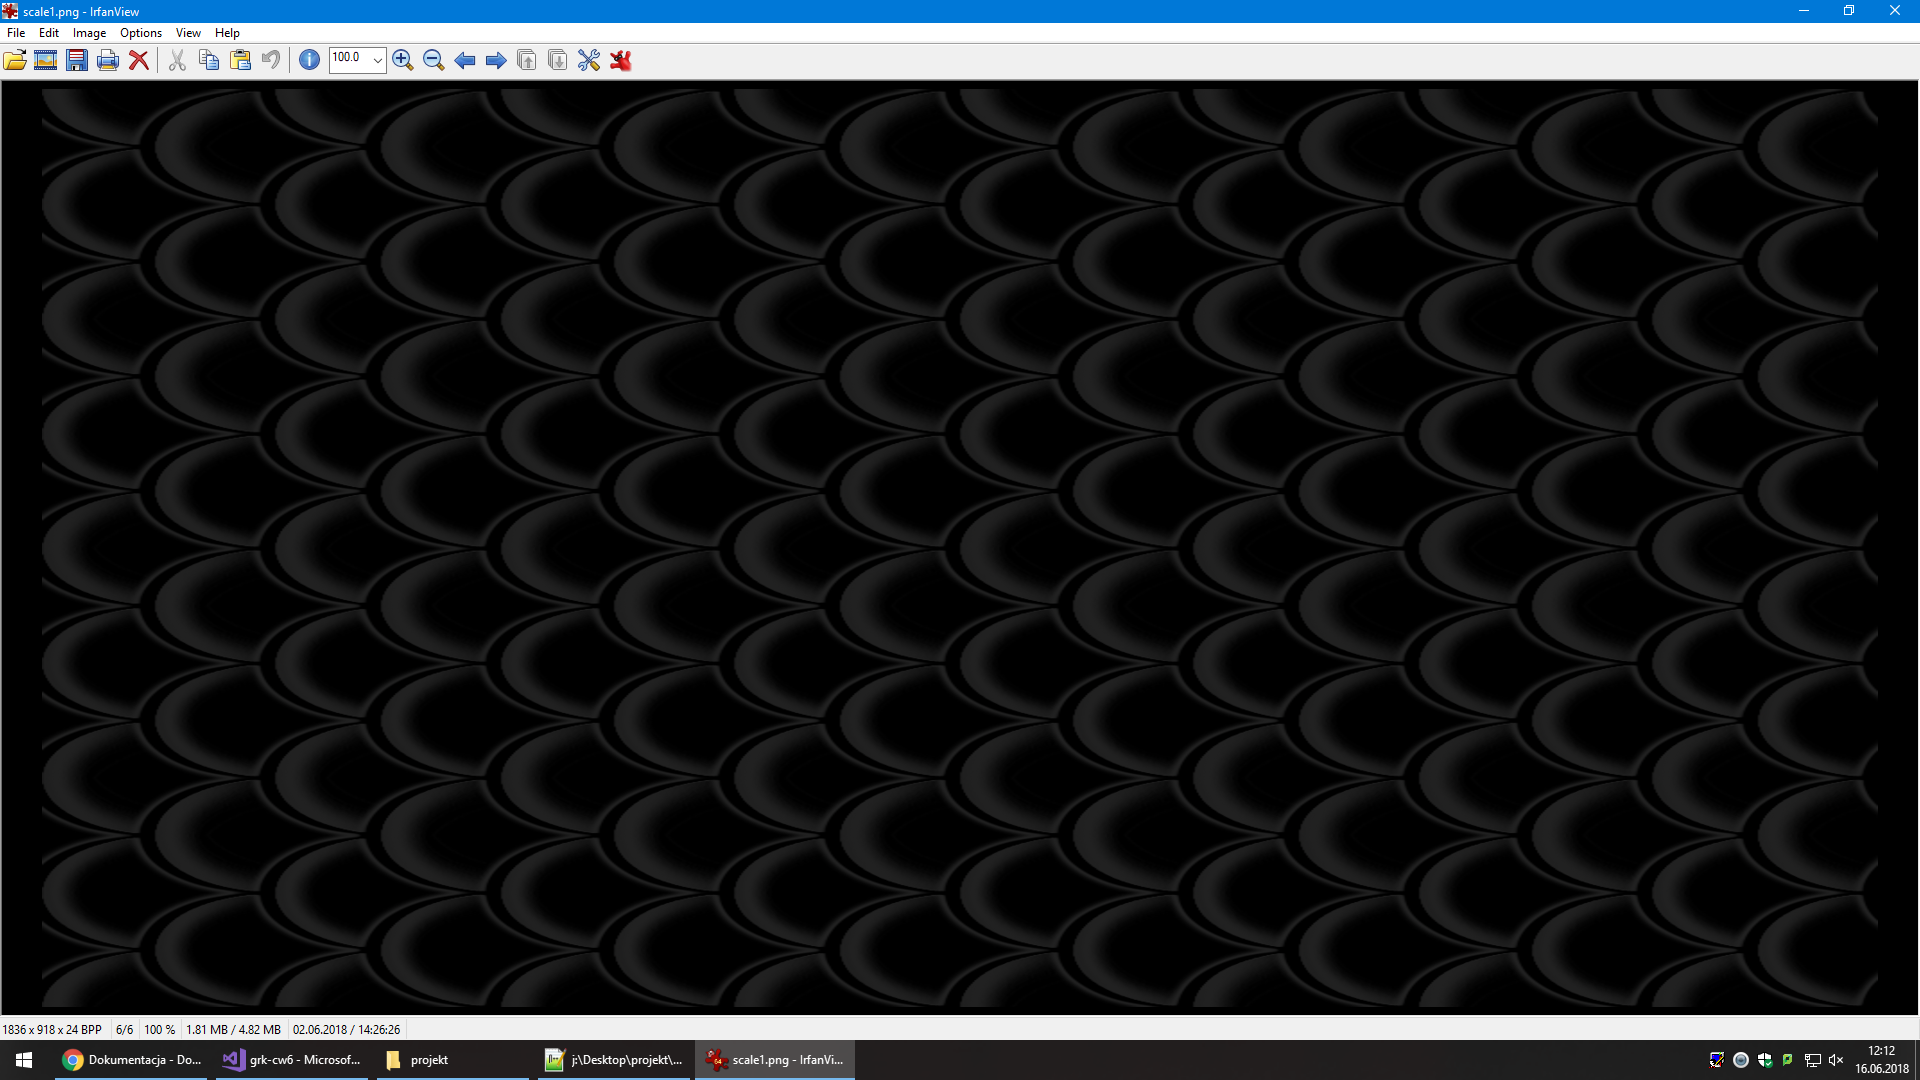 scale1.png - IrfanView
File Edit Image Options View Help
100.0
1836 x 918 x 24 BPP 6/6 100 % 1.81 MB / 4.82 MB 02.06.2018 / 14:26:26
Dokumentacja - Do... grk-cw6 - Microsof... projekt j:\Desktop\projekt\... 64 scale1.png - IrfanVi... 12:12
16.06.2018